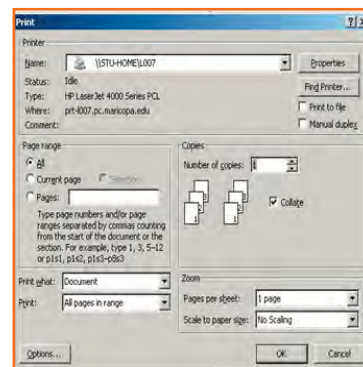 Print
Printer
Name: \\STU-HOME\L007
Properties
Status: Idle
Find Printer...
Type: HP LaserJet 4000 Series PCL
Where: prt-l007.pc.maricopa.edu
Print to file
Comment:
Manual duplex
Page range
All
Current page Selection
Pages:
Type page numbers and/or page
ranges separated by commas counting
from the start of the document or the
section. For example, type 1, 3, 5–12
or p1s1, p1s2, p1s3–p8s3
Copies
Number of copies: 1
Collate
Print what: Document
Print: All pages in range
Zoom
Pages per sheet: 1 page
Scale to paper size: No Scaling
Options...
OK
Cancel